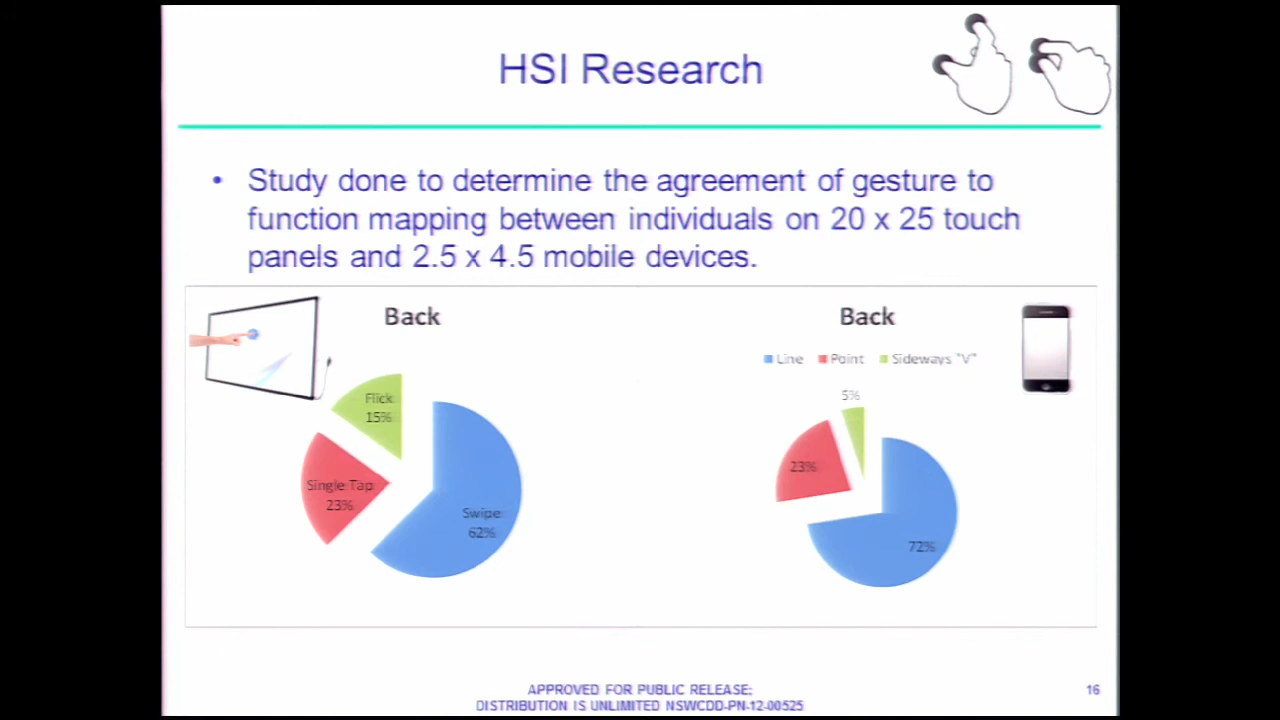 HSI Research
• Study done to determine the agreement of gesture to
function mapping between individuals on 20 x 25 touch
panels and 2.5 x 4.5 mobile devices.
Back
Flick
15%
Single Tap
23%
Swipe
62%
Back
Line Point Sideways "V"
5%
23%
72%
APPROVED FOR PUBLIC RELEASE;
DISTRIBUTION IS UNLIMITED NSWCDD-PN-12-00525
16